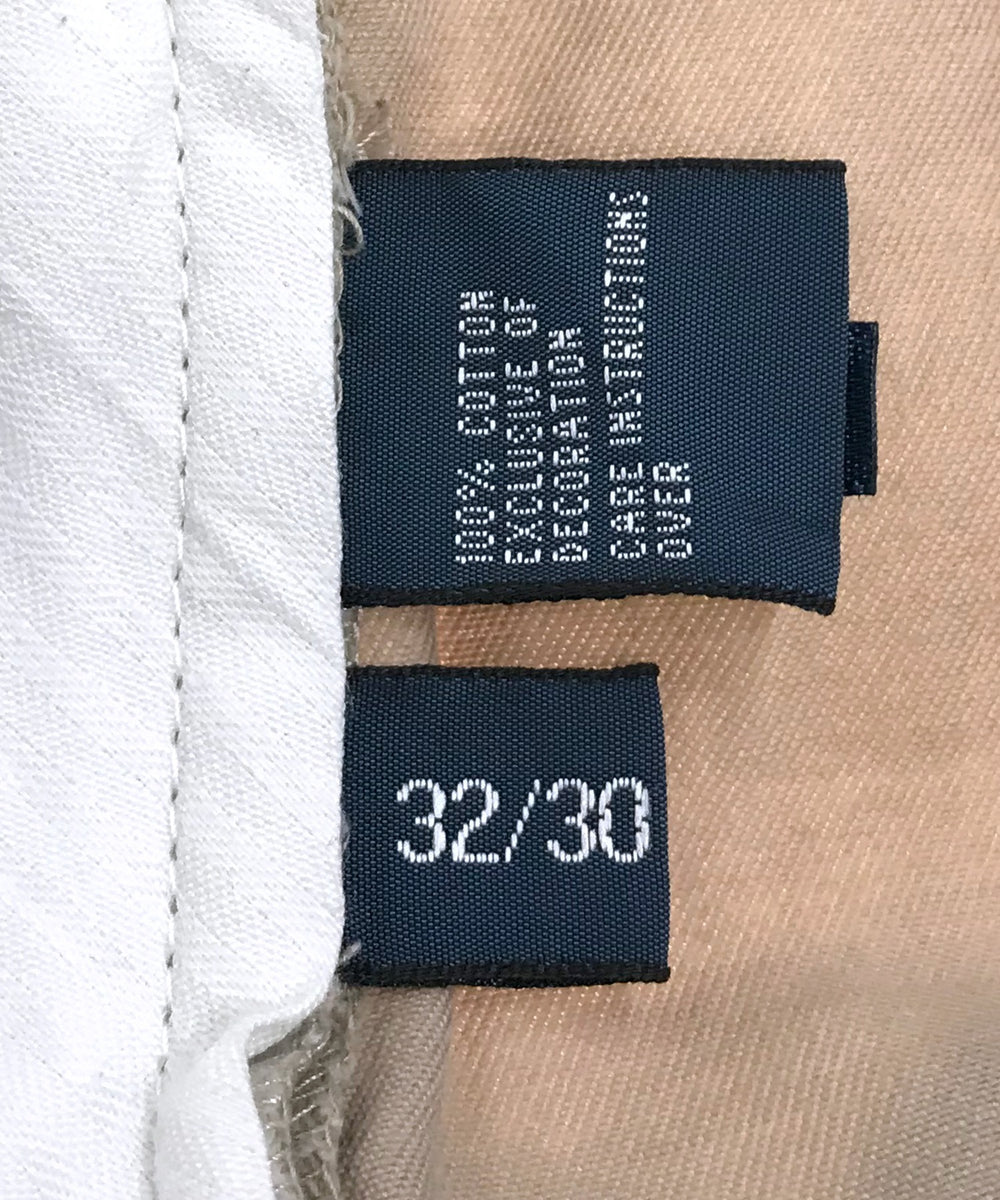 100% COTTON
EXCLUSIVE OF
DECORATION
CARE INSTRUCTIONS
OVER
32/30